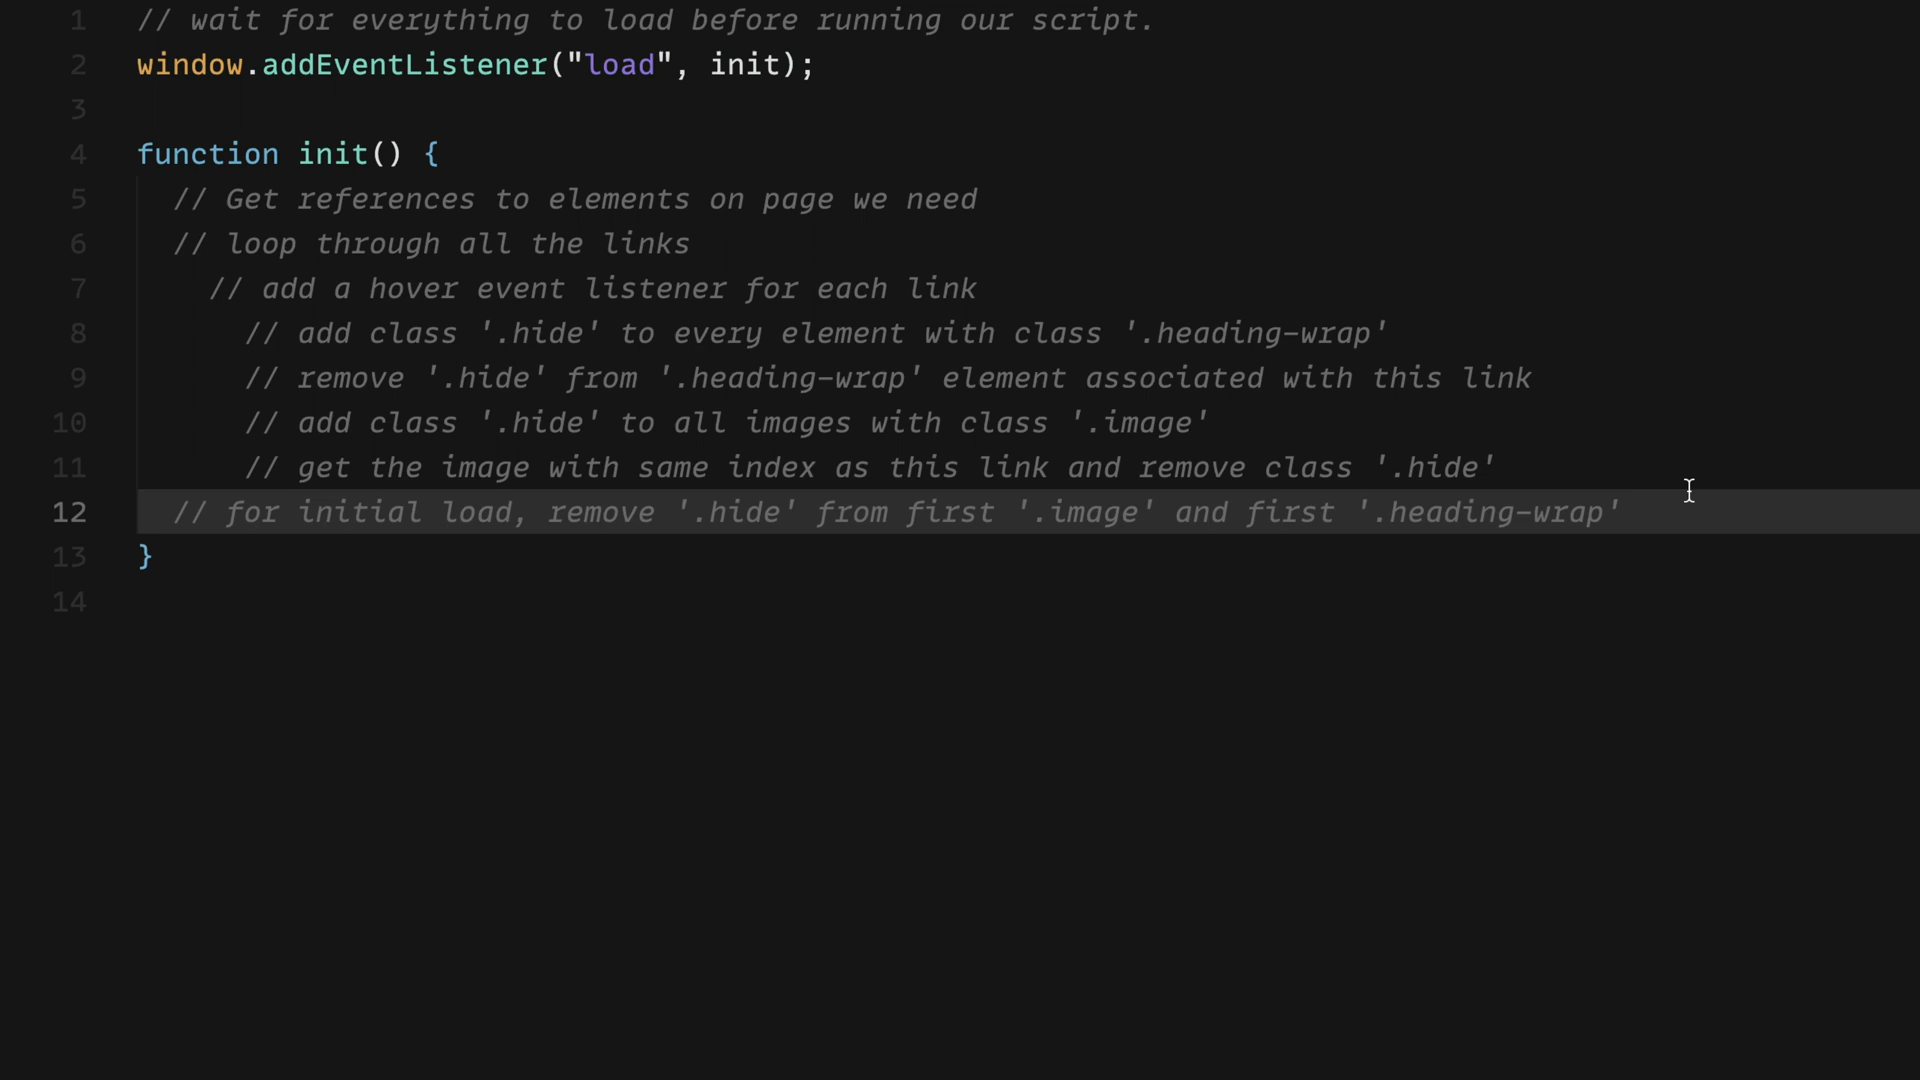 1 // wait for everything to load before running our script.
2 window.addEventListener("load", init);
3
4 function init() {
5 // Get references to elements on page we need
6 // loop through all the links
7 // add a hover event listener for each link
8 // add class '.hide' to every element with class '.heading-wrap'
9 // remove '.hide' from '.heading-wrap' element associated with this link
10 // add class '.hide' to all images with class '.image'
11 // get the image with same index as this link and remove class '.hide'
12 // for initial load, remove '.hide' from first '.image' and first '.heading-wrap'
13 }
14